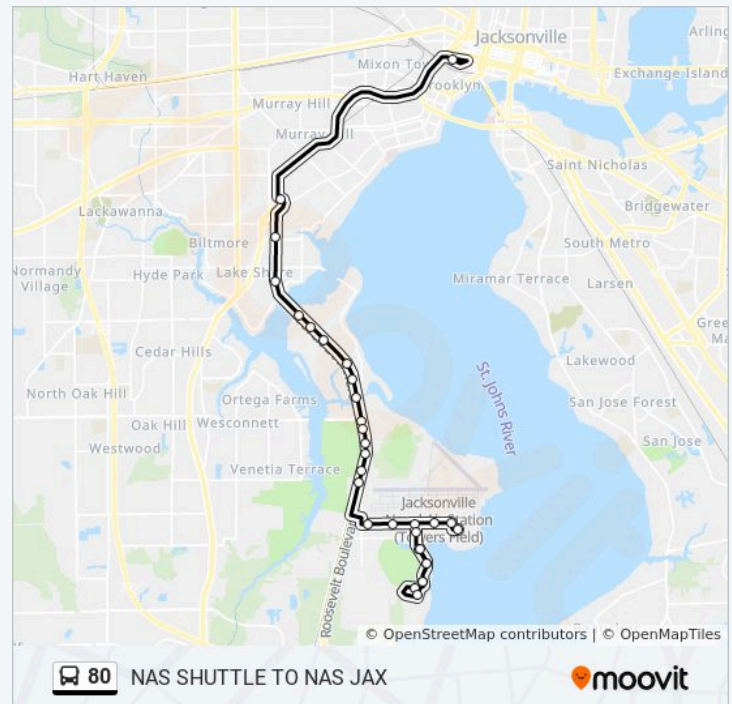 Jacksonville
Arling
Hart Haven
Mixon Tow
Exchange Island
Brooklyn
Murray Hill
Murray Hill
Saint Nicholas
Bridgewater
Lackawanna
Biltmore
South Metro
Normandy
Village
Hyde Park
Lake Shore
Miramar Terrace
Larsen
Gree
Ma
Cedar Hills
Lakewood
St. Johns River
North Oak Hill
Ortega Farms
San Jose Forest
Oak Hill
Wesconnett
Westwood
San Jose
Venetia Terrace
Jacksonville
Station
(Towers Field)
Roosevelt Boulevar
© OpenStreetMap contributors | © OpenMapTiles
80 NAS SHUTTLE TO NAS JAX
moovit